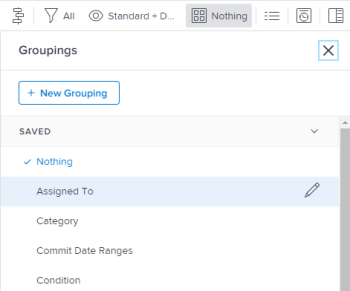 All Standard + D... Nothing
Groupings
+ New Grouping
SAVED
Nothing
Assigned To
Category
Commit Date Ranges
Condition